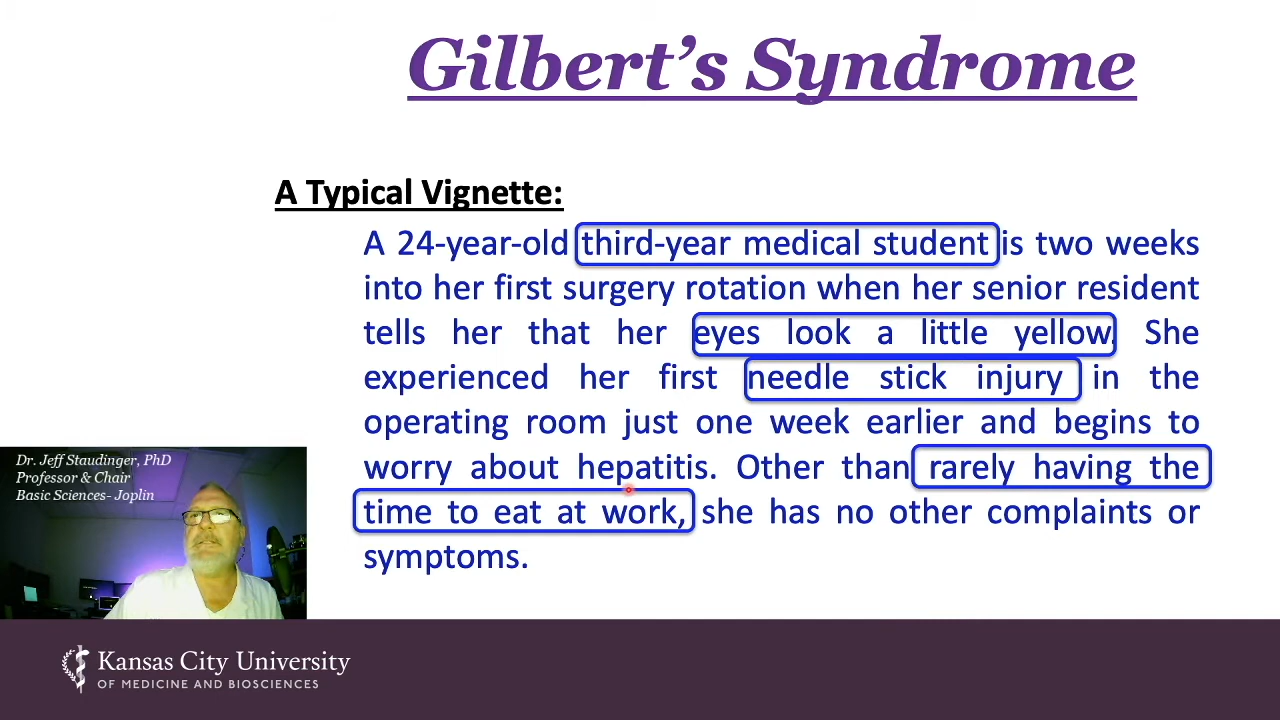 Gilbert’s Syndrome
A Typical Vignette:
A 24-year-old third-year medical student is two weeks
into her first surgery rotation when her senior resident
tells her that her eyes look a little yellow. She
experienced her first needle stick injury in the
operating room just one week earlier and begins to
worry about hepatitis. Other than rarely having the
time to eat at work, she has no other complaints or
symptoms.
Dr. Jeff Staudinger, PhD
Professor & Chair
Basic Sciences- Joplin
Kansas City University
OF MEDICINE AND BIOSCIENCES